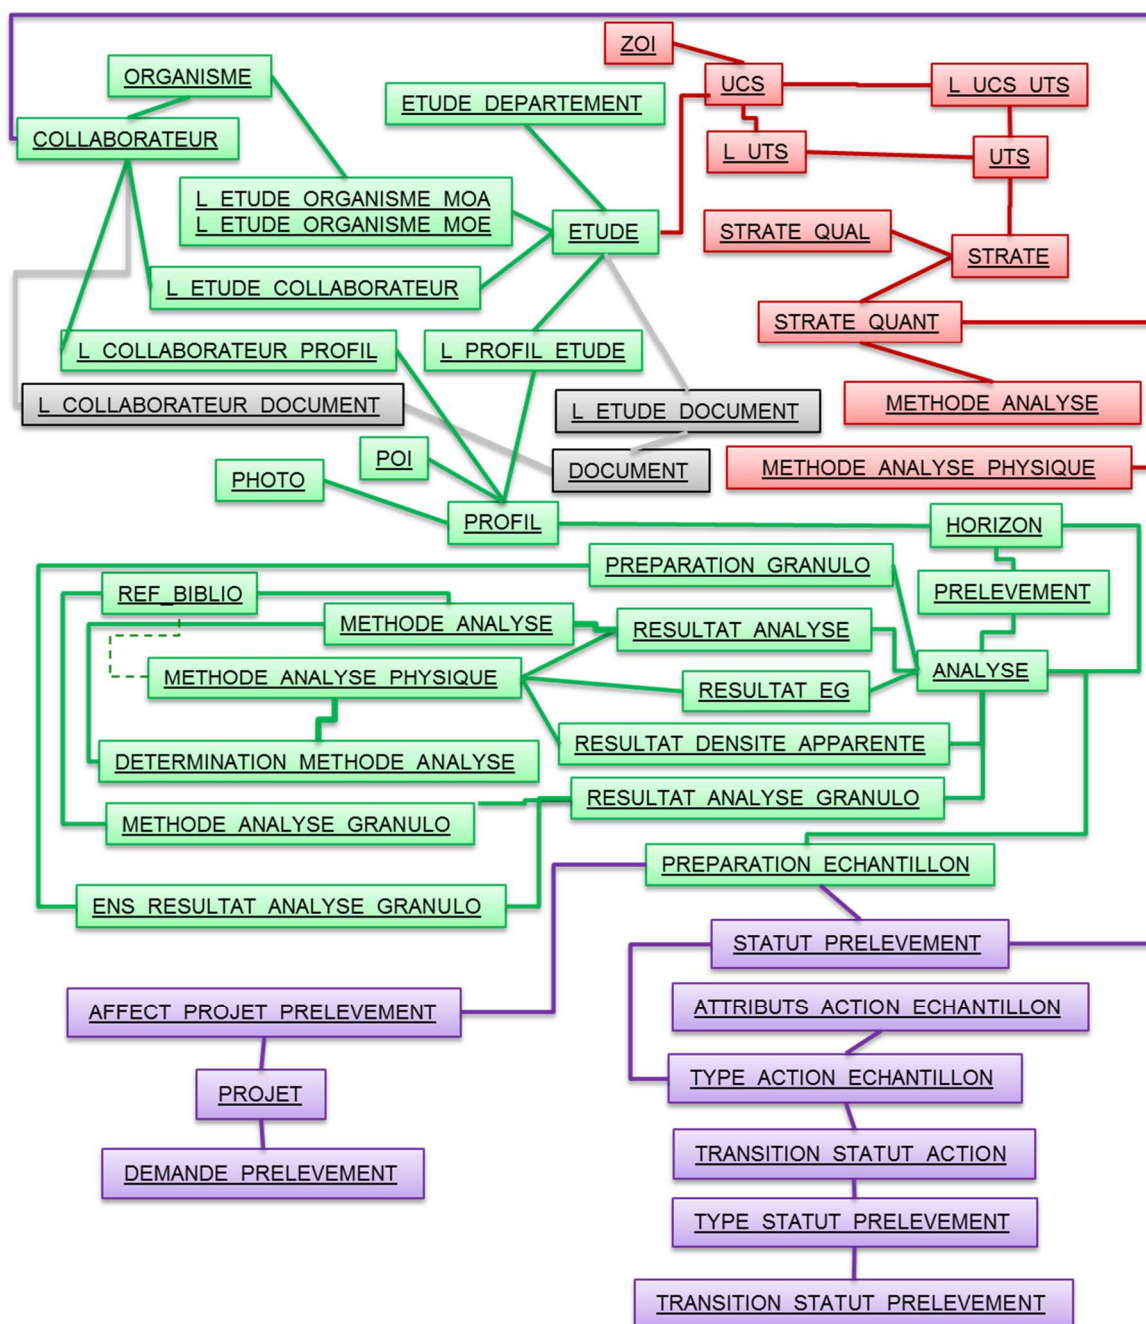 ZOI
ORGANISME
UCS
L_UCS_UTS
ETUDE_DEPARTEMENT
COLLABORATEUR
L_UTS
UTS
L_ETUDE_ORGANISME_MOA
L_ETUDE_ORGANISME_MOE
ETUDE
STRATE_QUAL
STRATE
L_ETUDE_COLLABORATEUR
STRATE_QUANT
L_COLLABORATEUR_PROFIL
L_PROFIL_ETUDE
L_COLLABORATEUR_DOCUMENT
L_ETUDE_DOCUMENT
METHODE_ANALYSE
POI
DOCUMENT
METHODE_ANALYSE_PHYSIQUE
PHOTO
PROFIL
HORIZON
PREPARATION_GRANULO
REF_BIBLIO
PRELEVEMENT
METHODE_ANALYSE
RESULTAT_ANALYSE
METHODE_ANALYSE_PHYSIQUE
RESULTAT_EG
ANALYSE
DETERMINATION_METHODE_ANALYSE
RESULTAT_DENSITE_APPARENTE
METHODE_ANALYSE_GRANULO
RESULTAT_ANALYSE_GRANULO
PREPARATION_ECHANTILLON
ENS_RESULTAT_ANALYSE_GRANULO
STATUT_PRELEVEMENT
AFFECT_PROJET_PRELEVEMENT
ATTRIBUTS_ACTION_ECHANTILLON
PROJET
TYPE_ACTION_ECHANTILLON
DEMANDE_PRELEVEMENT
TRANSITION_STATUT_ACTION
TYPE_STATUT_PRELEVEMENT
TRANSITION_STATUT_PRELEVEMENT